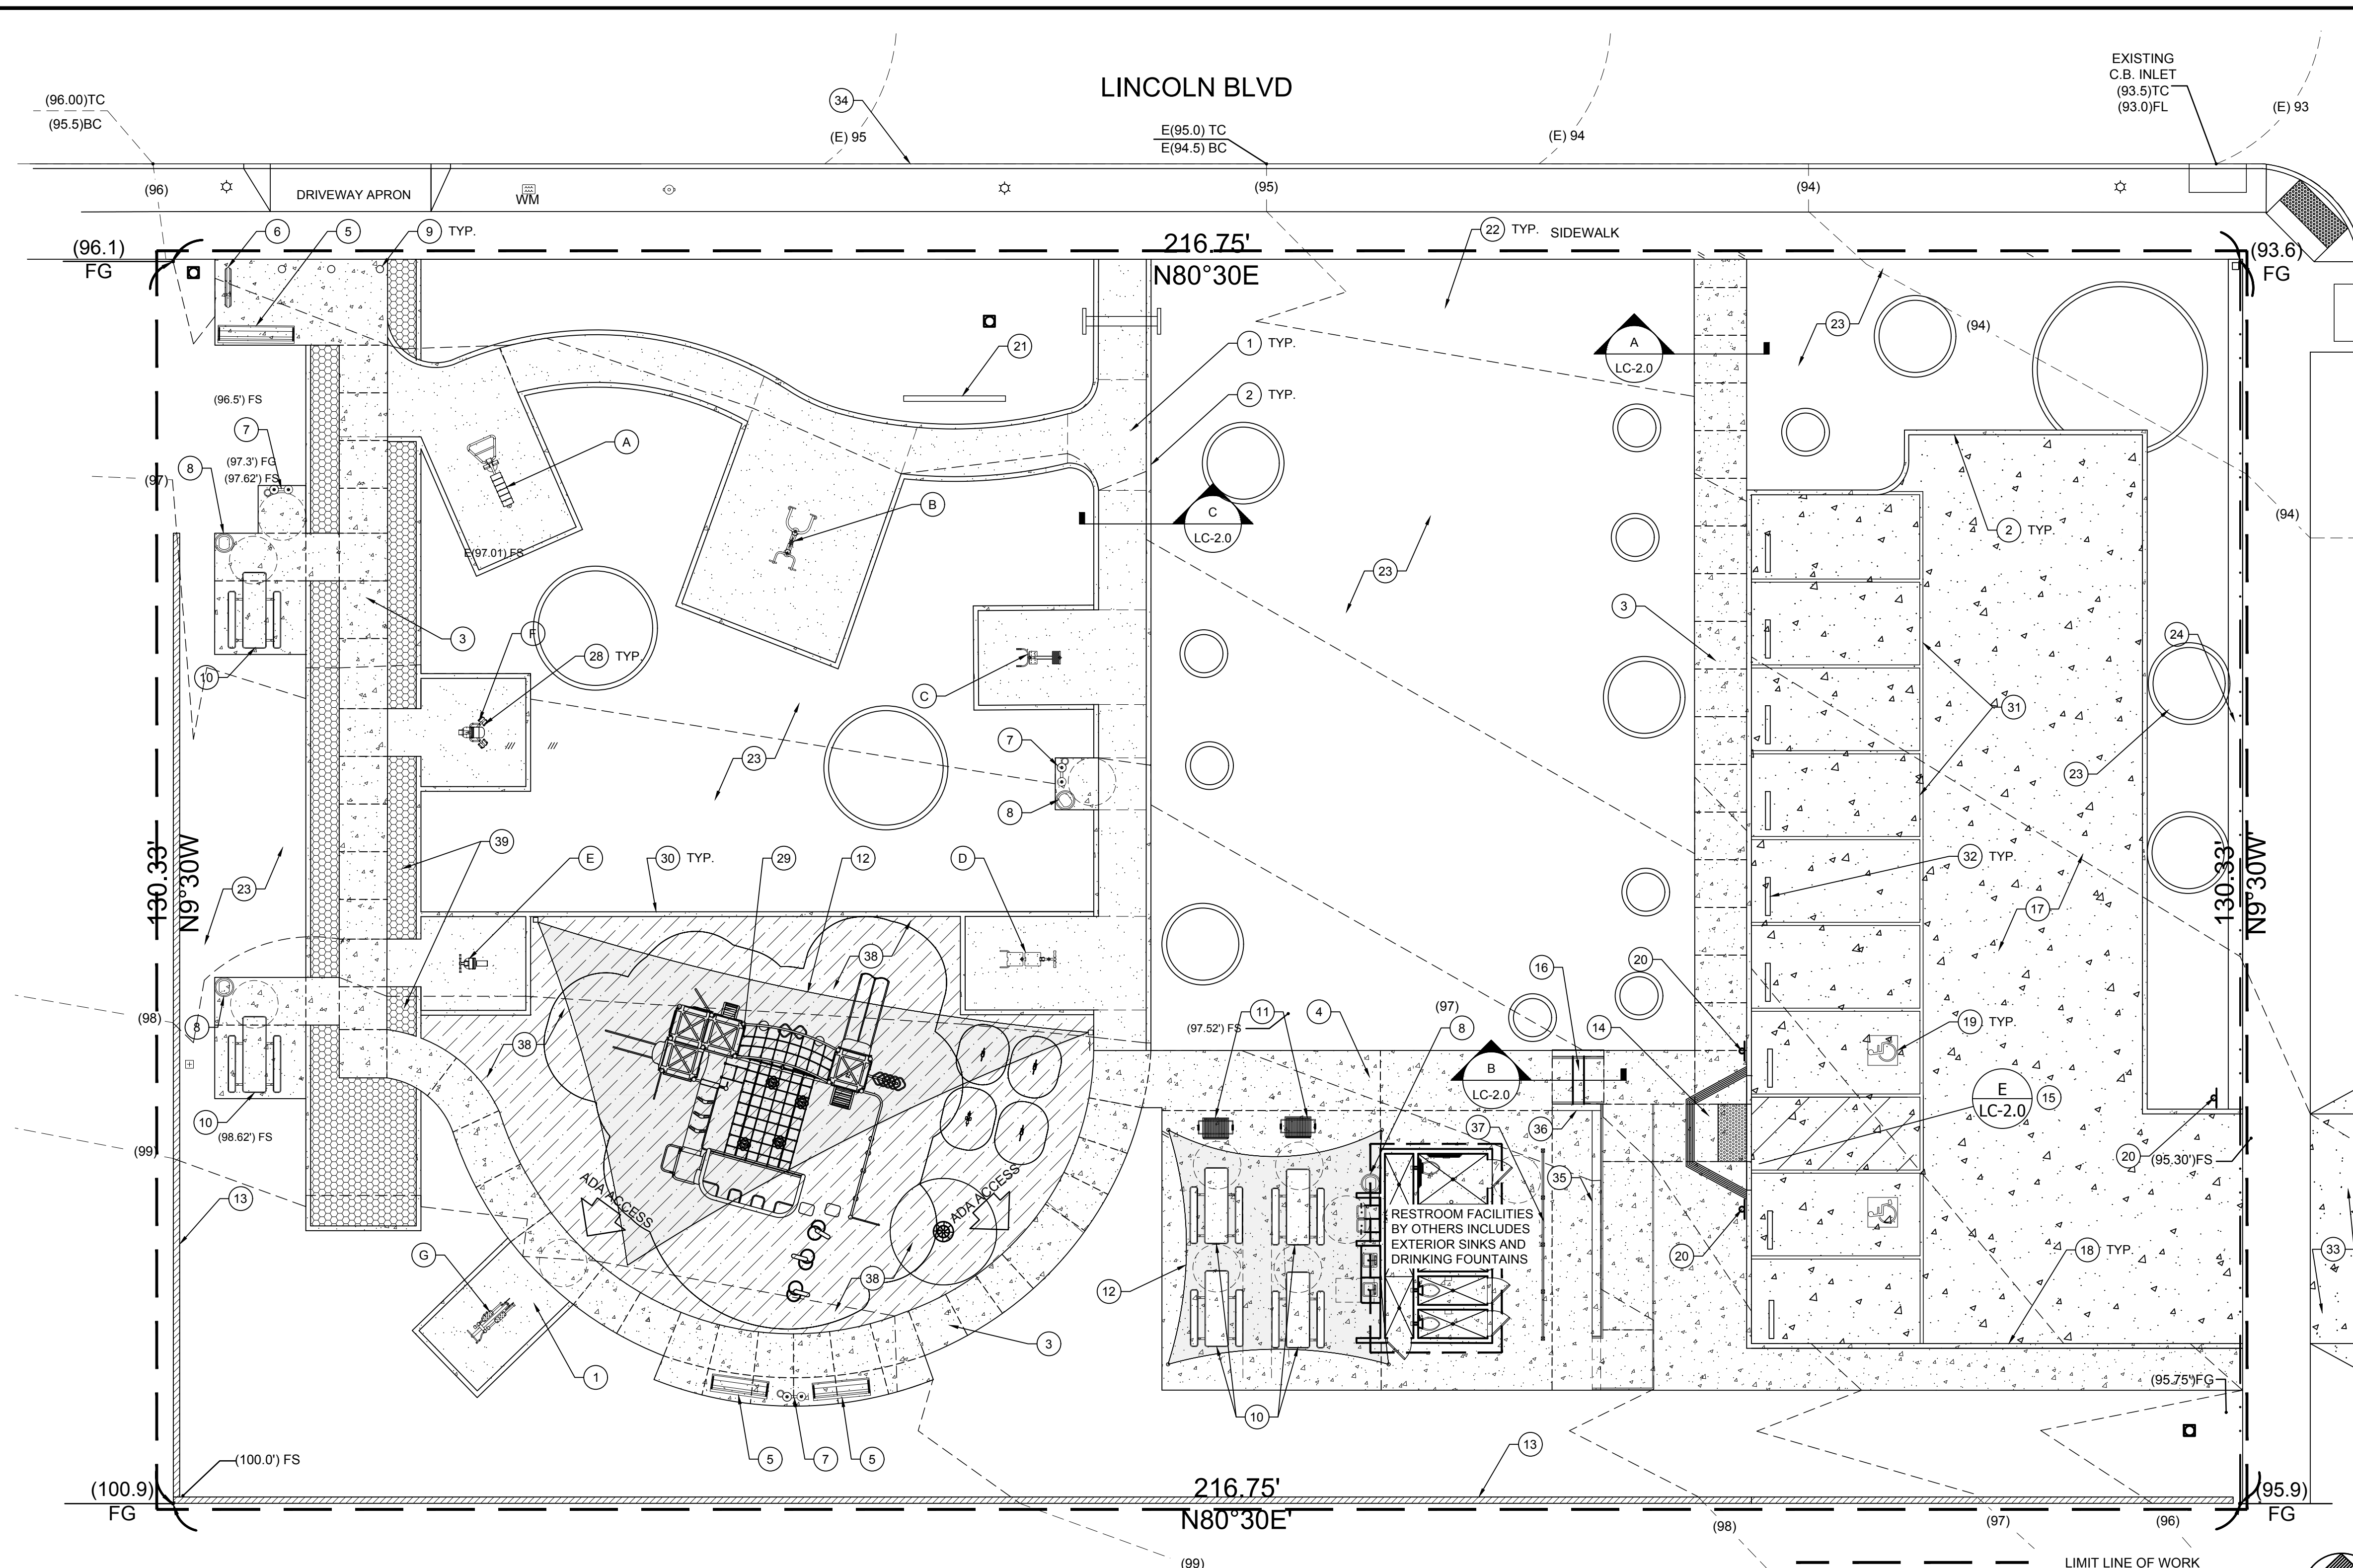 LINCOLN BLVD
EXISTING
C.B. INLET
(93.5)TC
(93.0)FL
(E) 93
(96.00)TC
(95.5)BC
34
(E) 95
E(95.0) TC
E(94.5) BC
(E) 94
(96)
DRIVEWAY APRON
WM
(95)
(94)
6
5
9 TYP.
22 TYP. SIDEWALK
(96.1)
FG
216.75'
N80°30E
(93.6)
FG
21
1 TYP.
A
LC-2.0
23
(94)
2 TYP.
(96.5') FS
7
(97.3') FG
(97.62') FS
8
(97)
A
B
C
LC-2.0
2 TYP.
(94)
E(97.01) FS
23
3
F
28 TYP.
10
C
3
24
31
23
7
8
23
39
E
30 TYP.
29
12
D
32 TYP.
130.33'
N9°30W
23
17
130.33'
N9°30W'
38
38
(98)
8
16
20
11
(97.52') FS
4
(97)
8
14
19 TYP.
B
LC-2.0
E
LC-2.0
15
10
(98.62') FS
36
37
(99)
20
(95.30')FS
13
35
ADA ACCESS
ADA ACCESS
RESTROOM FACILITIES
BY OTHERS INCLUDES
EXTERIOR SINKS AND
DRINKING FOUNTAINS
G
38
12
20
18 TYP.
33
3
1
(95.75')FG
10
5
7
5
13
(100.0') FS
(100.9)
FG
216.75'
N80°30E'
(95.9)
FG
(98)
(97)
(96)
(99)
LIMIT LINE OF WORK